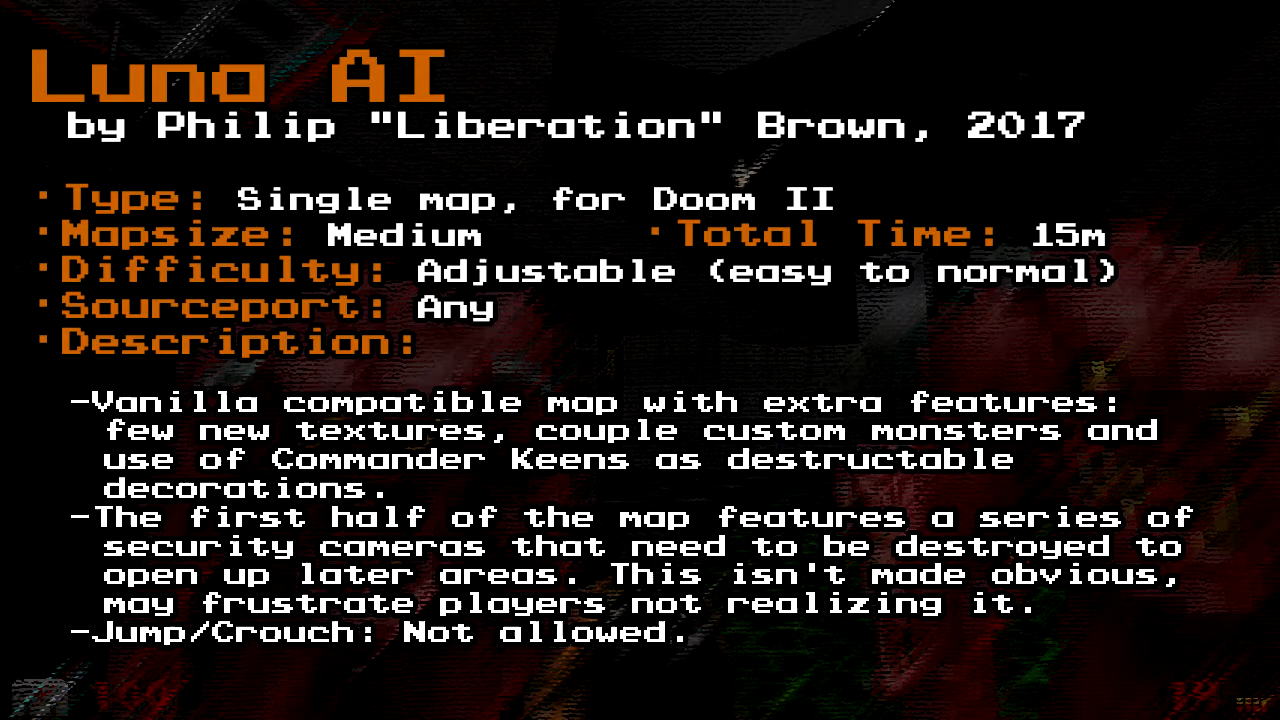 Luna AI
by Philip "Liberation" Brown, 2017
·Type: Single map, for Doom II
·Mapsize: Medium ·Total Time: 15m
·Difficulty: Adjustable (easy to normal)
·Sourceport: Any
·Description:
-Vanilla compatible map with extra features:
few new textures, couple custom monsters and
use of Commander Keens as destructable
decorations.
-The first half of the map features a series of
security cameras that need to be destroyed to
open up later areas. This isn't made obvious,
may frustrate players not realizing it.
-Jump/Crouch: Not allowed.